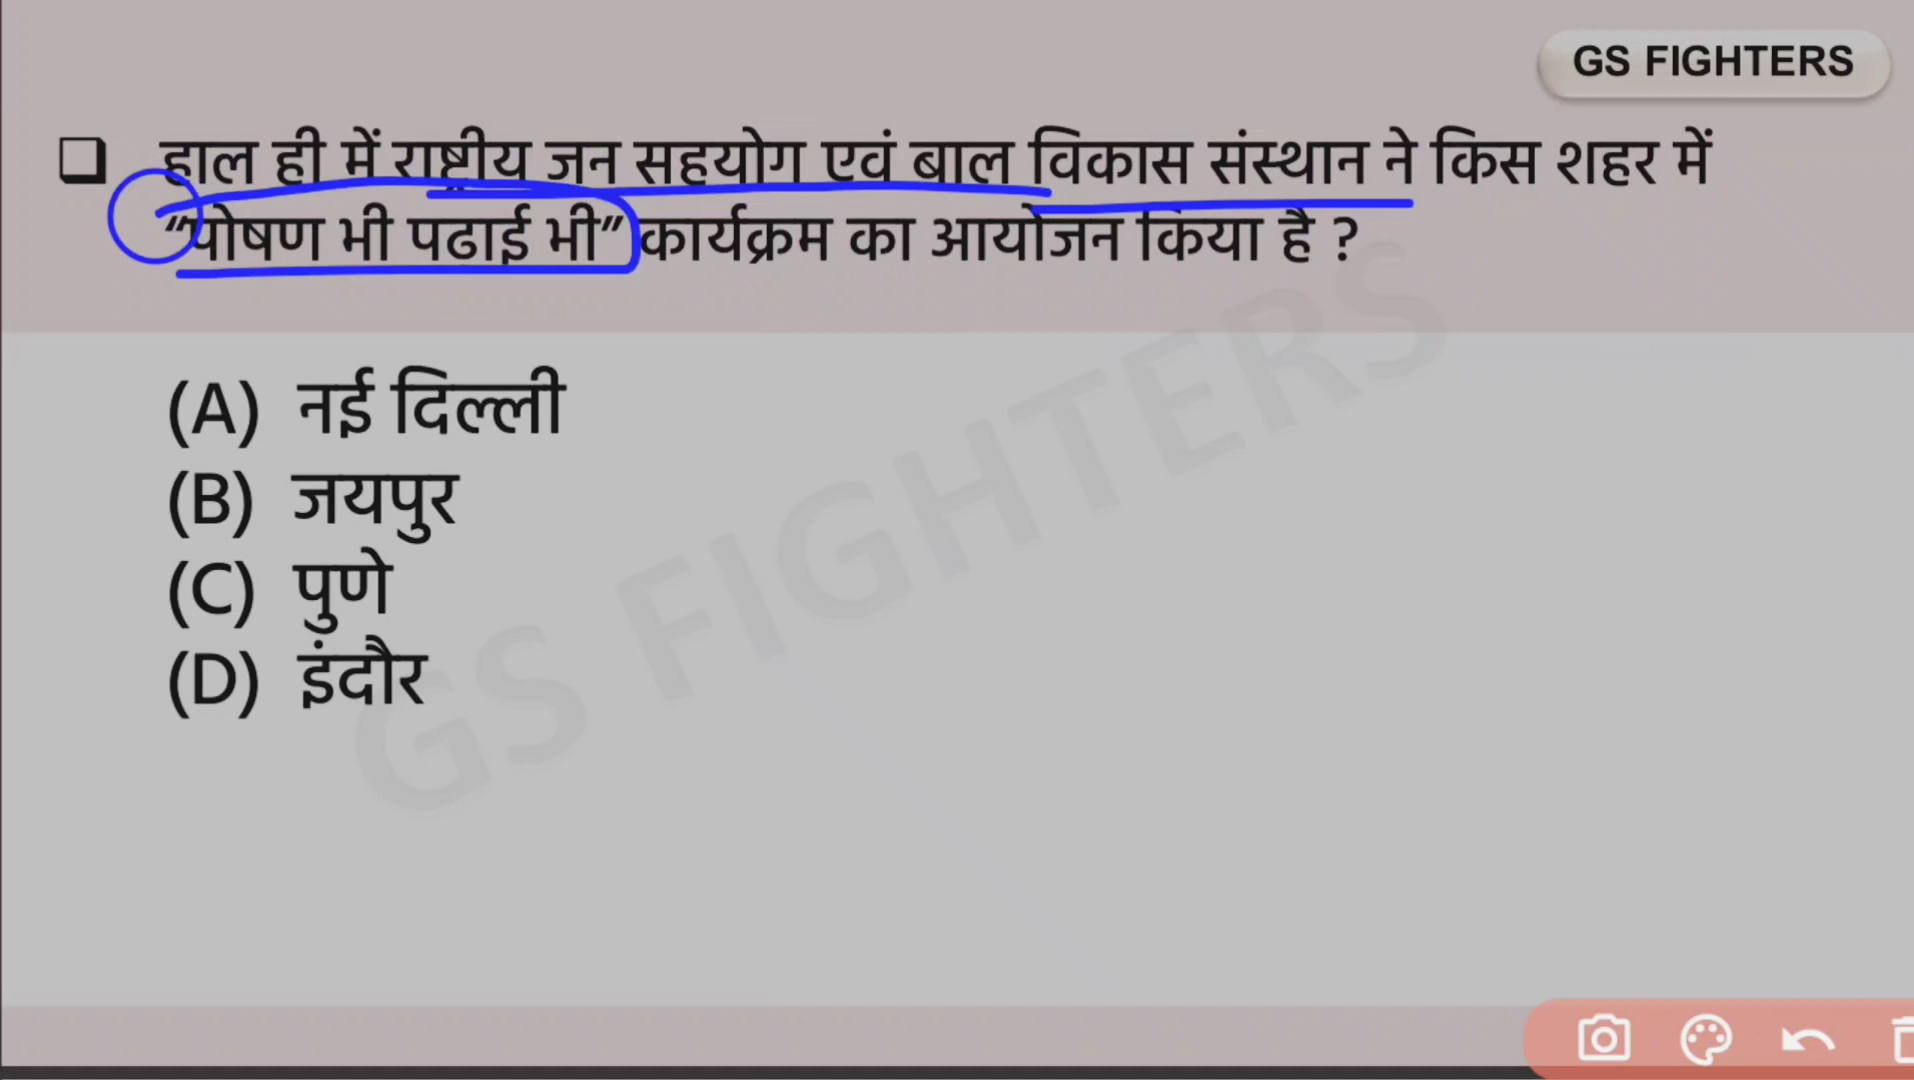 GS FIGHTERS
❑ हाल ही में राष्ट्रीय जन सहयोग एवं बाल विकास संस्थान ने किस शहर में
“पोषण भी पढाई भी” कार्यक्रम का आयोजन किया है ?
(A) नई दिल्ली
(B) जयपुर
(C) पुणे
(D) इंदौर
GS FIGHTERS